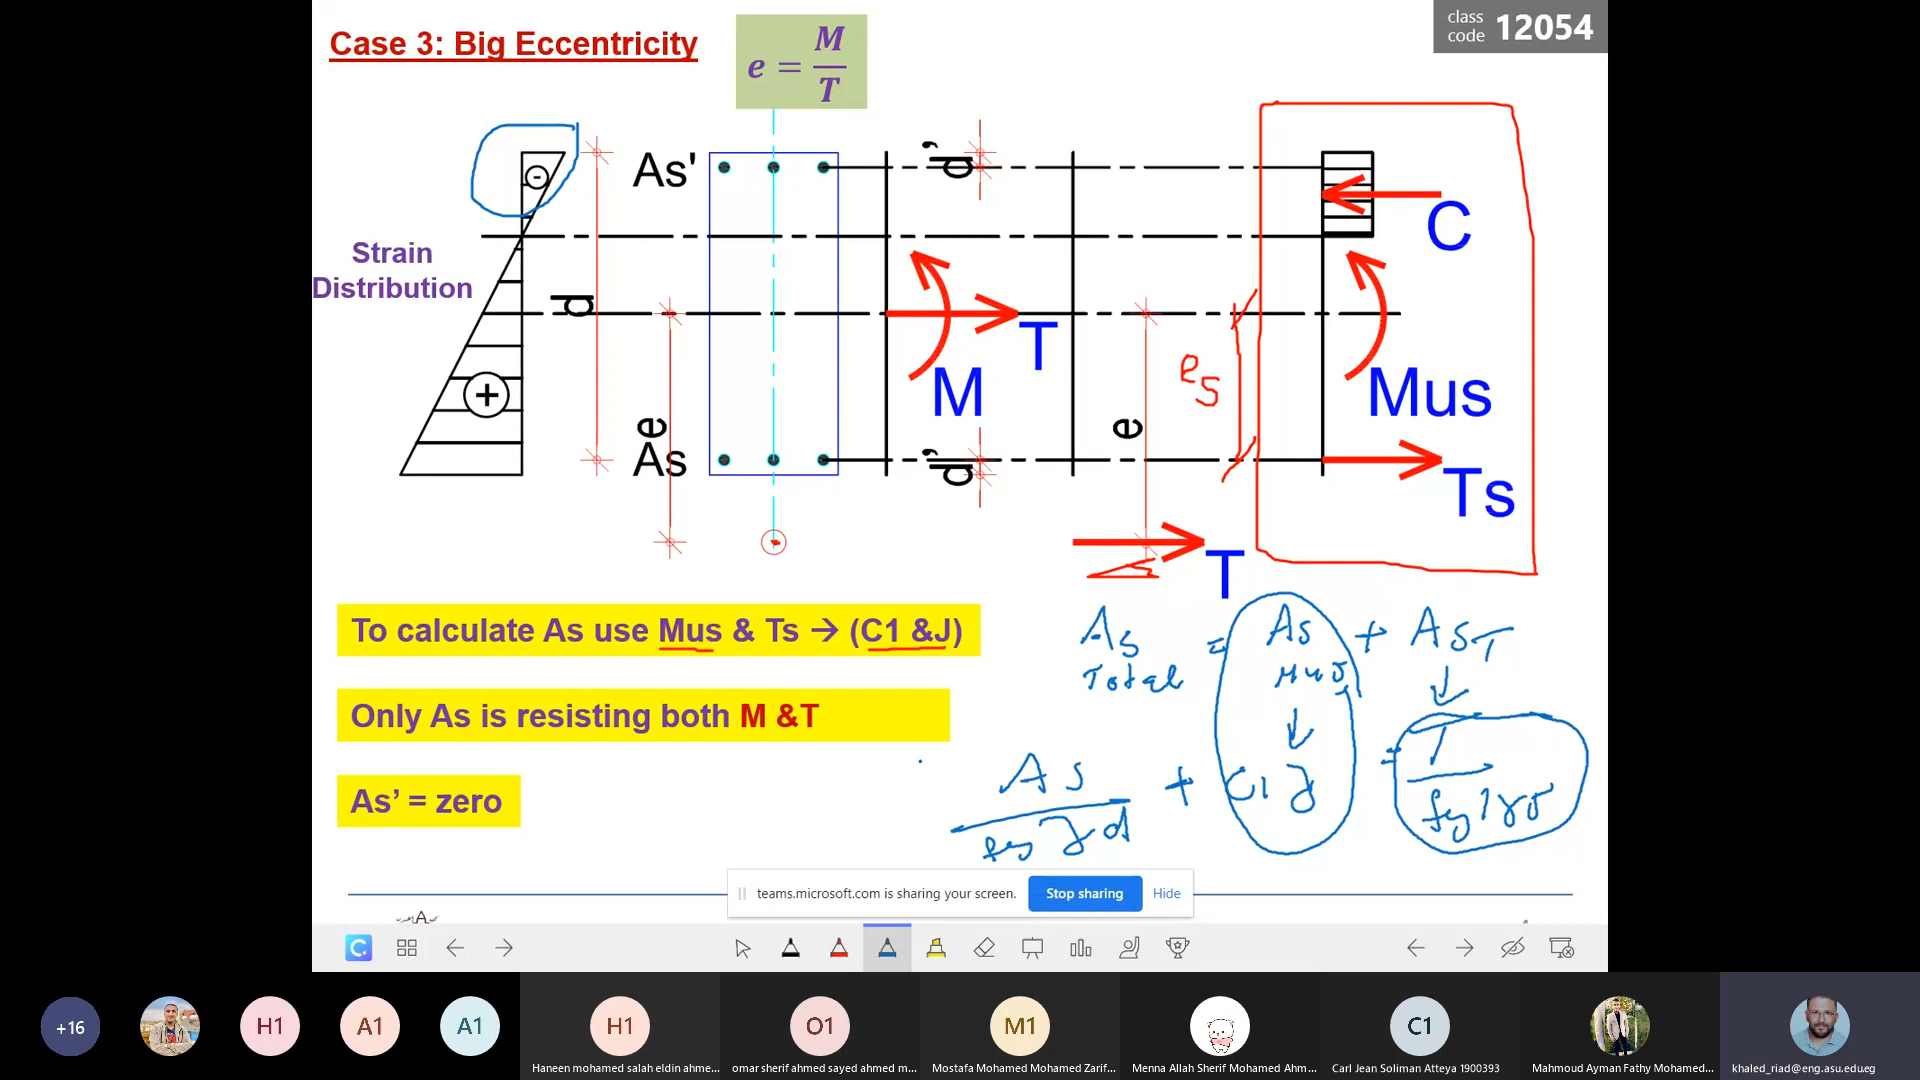 class
code 12054
Case 3: Big Eccentricity
e = M/T
As'
d'
C
Strain
Distribution
d
T
es
M
Mus
e
e
As
d'
Ts
T
To calculate As use Mus & Ts → (C1 &J)
As Total = As Mus + AsT
Only As is resisting both M &T
As / fy J d + C1 J = T / fy/γs
As’ = zero
teams.microsoft.com is sharing your screen.
Stop sharing
Hide
+16
H1
A1
A1
H1
O1
M1
C1
Haneen mohamed salah eldin ahme...
omar sherif ahmed sayed ahmed m...
Mostafa Mohamed Mohamed Zarif...
Menna Allah Sherif Mohamed Ahm...
Carl Jean Soliman Atteya 1900393
Mahmoud Ayman Fathy Mohamed...
khaled_riad@eng.asu.edu.eg